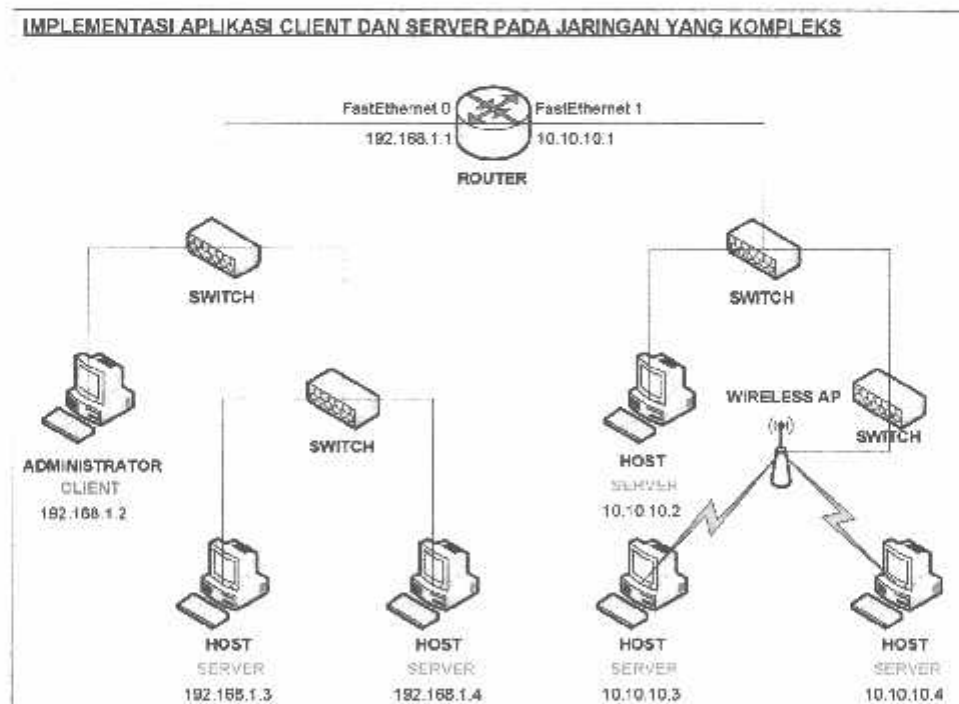 IMPLEMENTASI APLIKASI CLIENT DAN SERVER PADA JARINGAN YANG KOMPLEKS
FastEthernet 0
FastEthernet 1
192.168.1.1
10.10.10.1
ROUTER
SWITCH
SWITCH
WIRELESS AP
SWITCH
SWITCH
ADMINISTRATOR
CLIENT
192.168.1.2
HOST
SERVER
10.10.10.2
HOST
SERVER
192.168.1.3
HOST
SERVER
192.168.1.4
HOST
SERVER
10.10.10.3
HOST
SERVER
10.10.10.4